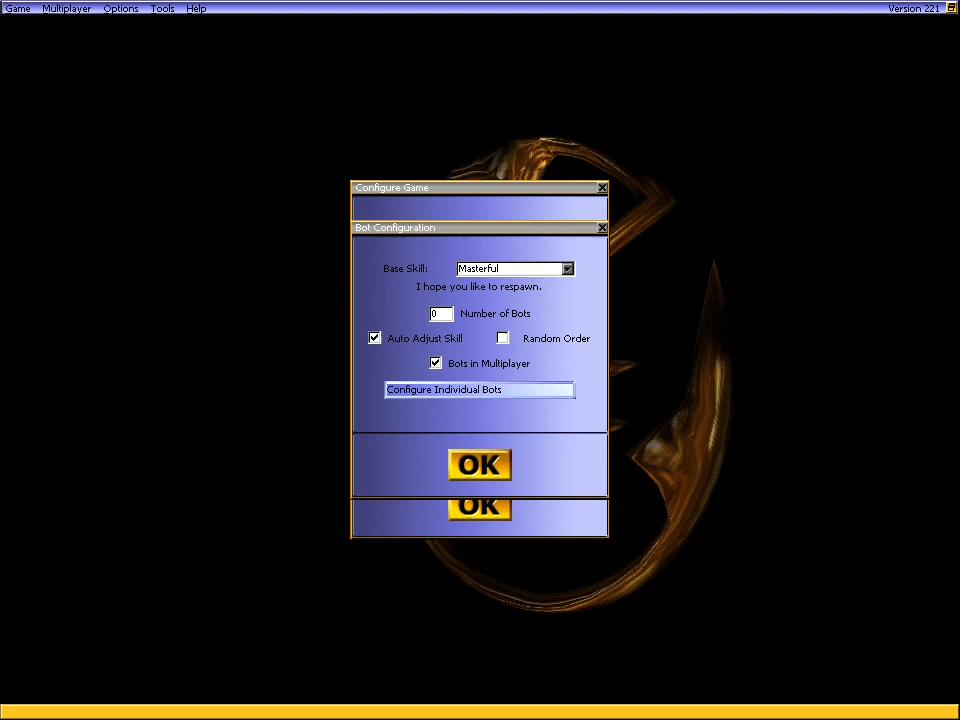 Game Multiplayer Options Tools Help Version 221
Configure Game
Bot Configuration
Base Skill: Masterful
I hope you like to respawn.
0 Number of Bots
Auto Adjust Skill Random Order
Bots in Multiplayer
Configure Individual Bots
OK
OK